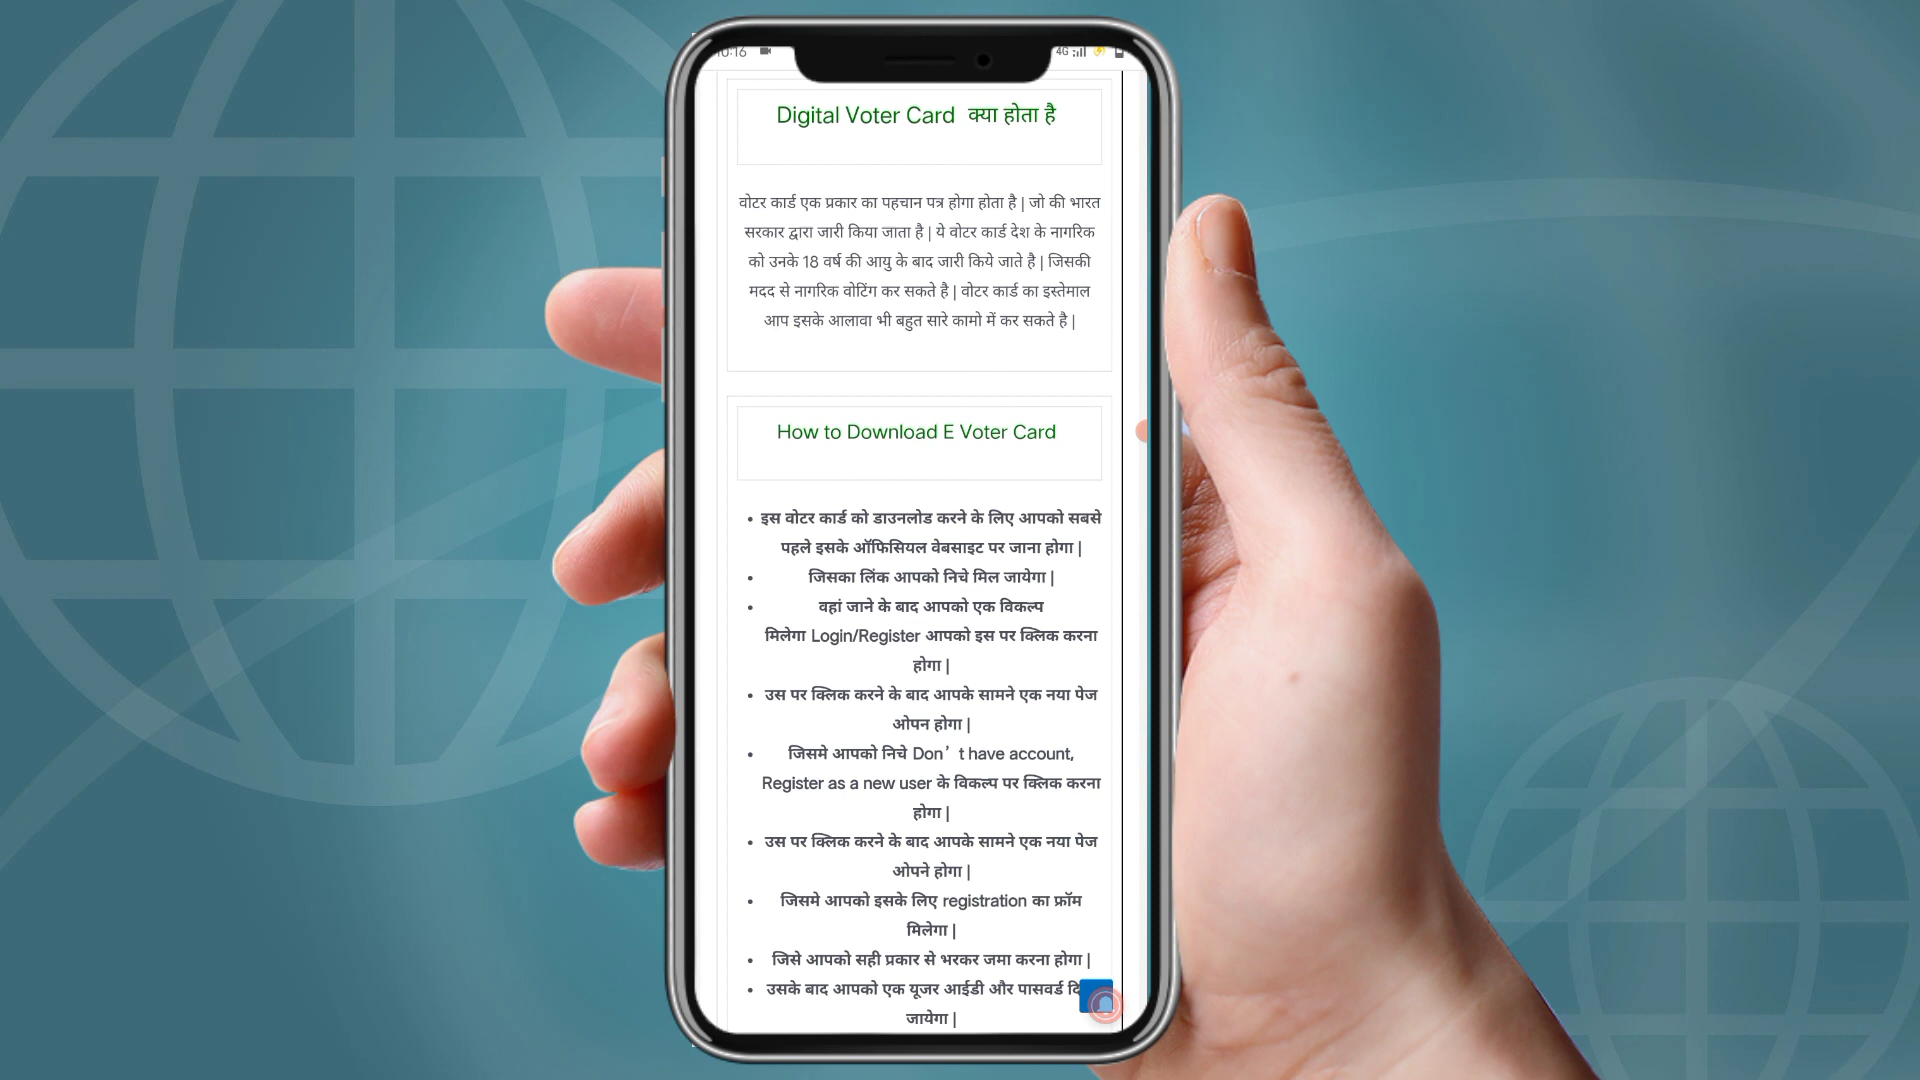 10:16
4G
Digital Voter Card क्या होता है
वोटर कार्ड एक प्रकार का पहचान पत्र होगा होता है | जो की भारत
सरकार द्वारा जारी किया जाता है | ये वोटर कार्ड देश के नागरिक
को उनके 18 वर्ष की आयु के बाद जारी किये जाते है | जिसकी
मदद से नागरिक वोटिंग कर सकते है | वोटर कार्ड का इस्तेमाल
आप इसके आलावा भी बहुत सारे कामो में कर सकते है |
How to Download E Voter Card
• इस वोटर कार्ड को डाउनलोड करने के लिए आपको सबसे
पहले इसके ऑफिसियल वेबसाइट पर जाना होगा |
• जिसका लिंक आपको निचे मिल जायेगा |
• वहां जाने के बाद आपको एक विकल्प
मिलेगा Login/Register आपको इस पर क्लिक करना
होगा |
• उस पर क्लिक करने के बाद आपके सामने एक नया पेज
ओपन होगा |
• जिसमे आपको निचे Don’t have account,
Register as a new user के विकल्प पर क्लिक करना
होगा |
• उस पर क्लिक करने के बाद आपके सामने एक नया पेज
ओपने होगा |
• जिसमे आपको इसके लिए registration का फ्रॉम
मिलेगा |
• जिसे आपको सही प्रकार से भरकर जमा करना होगा |
• उसके बाद आपको एक यूजर आईडी और पासवर्ड
जायेगा |